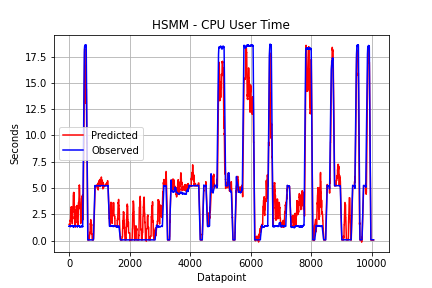 HSMM - CPU User Time
17.5
15.0
12.5
10.0
7.5
5.0
2.5
0.0
Seconds
Predicted
Observed
0 2000 4000 6000 8000 10000
Datapoint